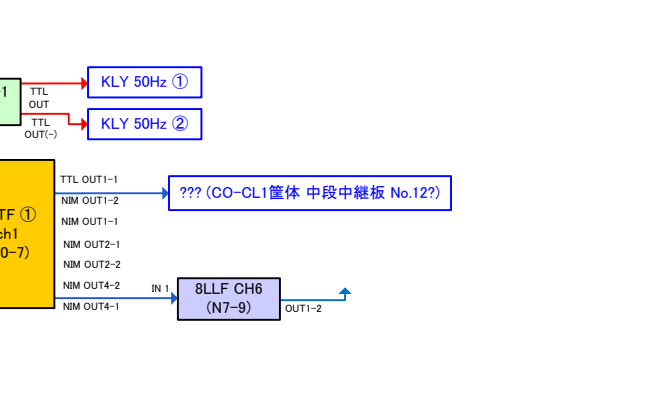 -1
TTL
OUT
TTL
OUT(-)
KLY 50Hz ①
KLY 50Hz ②
TF ①
ch1
0-7)
TTL OUT1-1
NIM OUT1-2
NIM OUT1-1
NIM OUT2-1
NIM OUT2-2
NIM OUT4-2
NIM OUT4-1
??? (CO-CL1筐体 中段中継板 No.12?)
IN 1
8LLF CH6
(N7-9)
OUT1-2